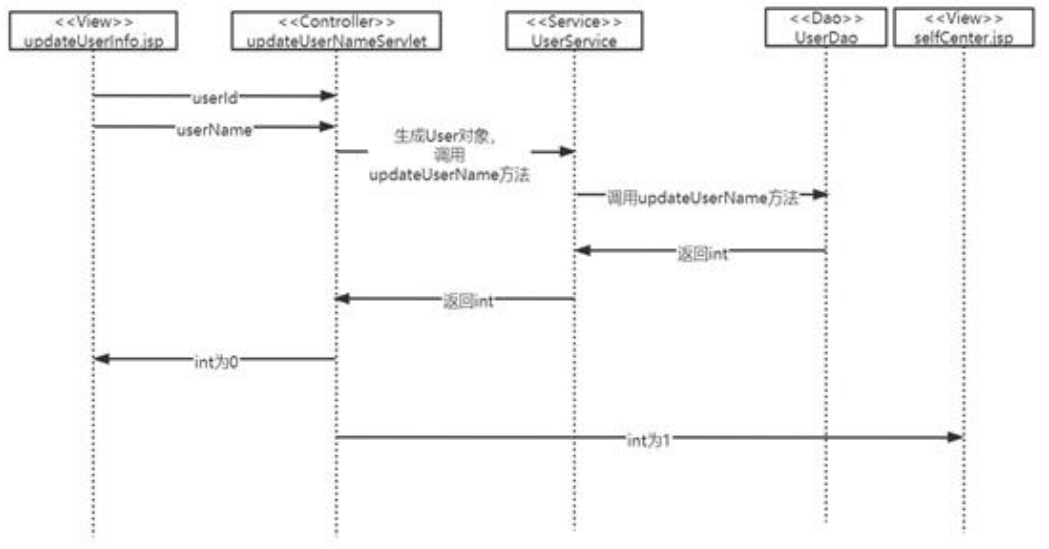 <<View>>
updateUserInfo.jsp
<<Controller>>
updateUserNameServlet
<<Service>>
UserService
<<Dao>>
UserDao
<<View>>
selfCenter.jsp
userId
userName
生成User对象，
调用
updateUserName方法
调用updateUserName方法
返回int
返回int
int为0
int为1